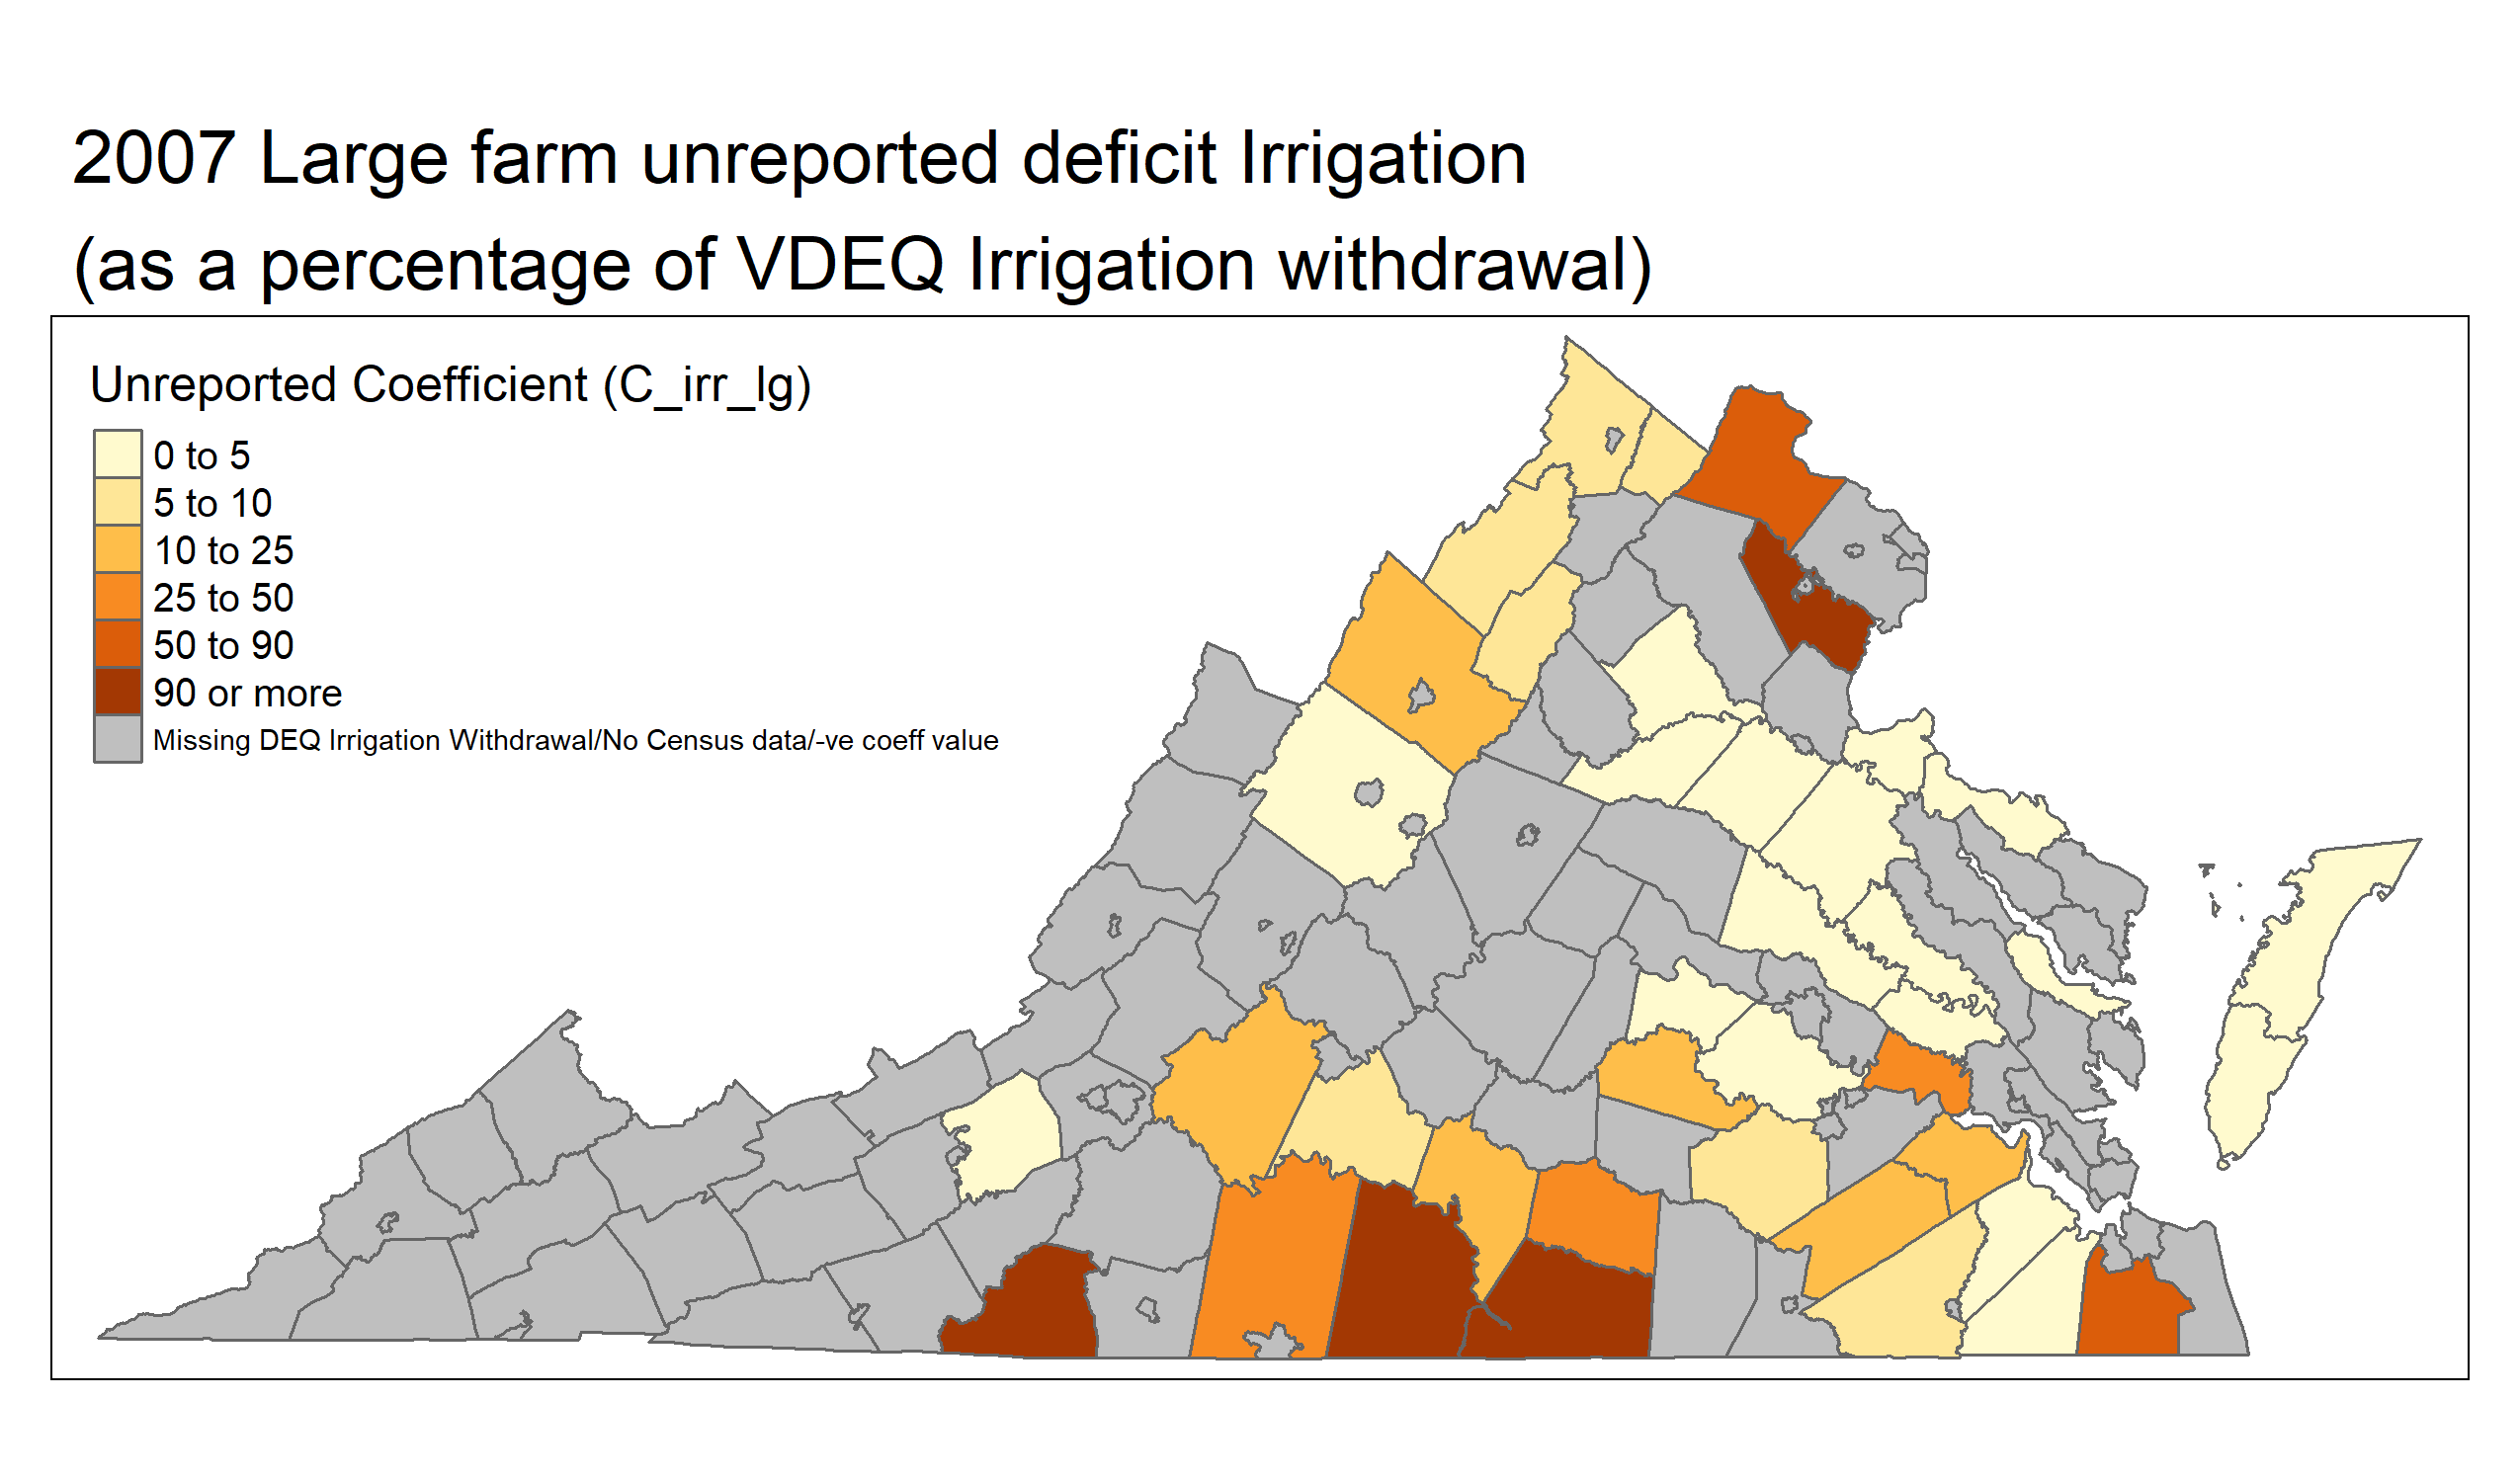 2007 Large farm unreported deficit Irrigation
(as a percentage of VDEQ Irrigation withdrawal)
Unreported Coefficient (C_irr_lg)
0 to 5
5 to 10
10 to 25
25 to 50
50 to 90
90 or more
Missing DEQ Irrigation Withdrawal/No Census data/-ve coeff value